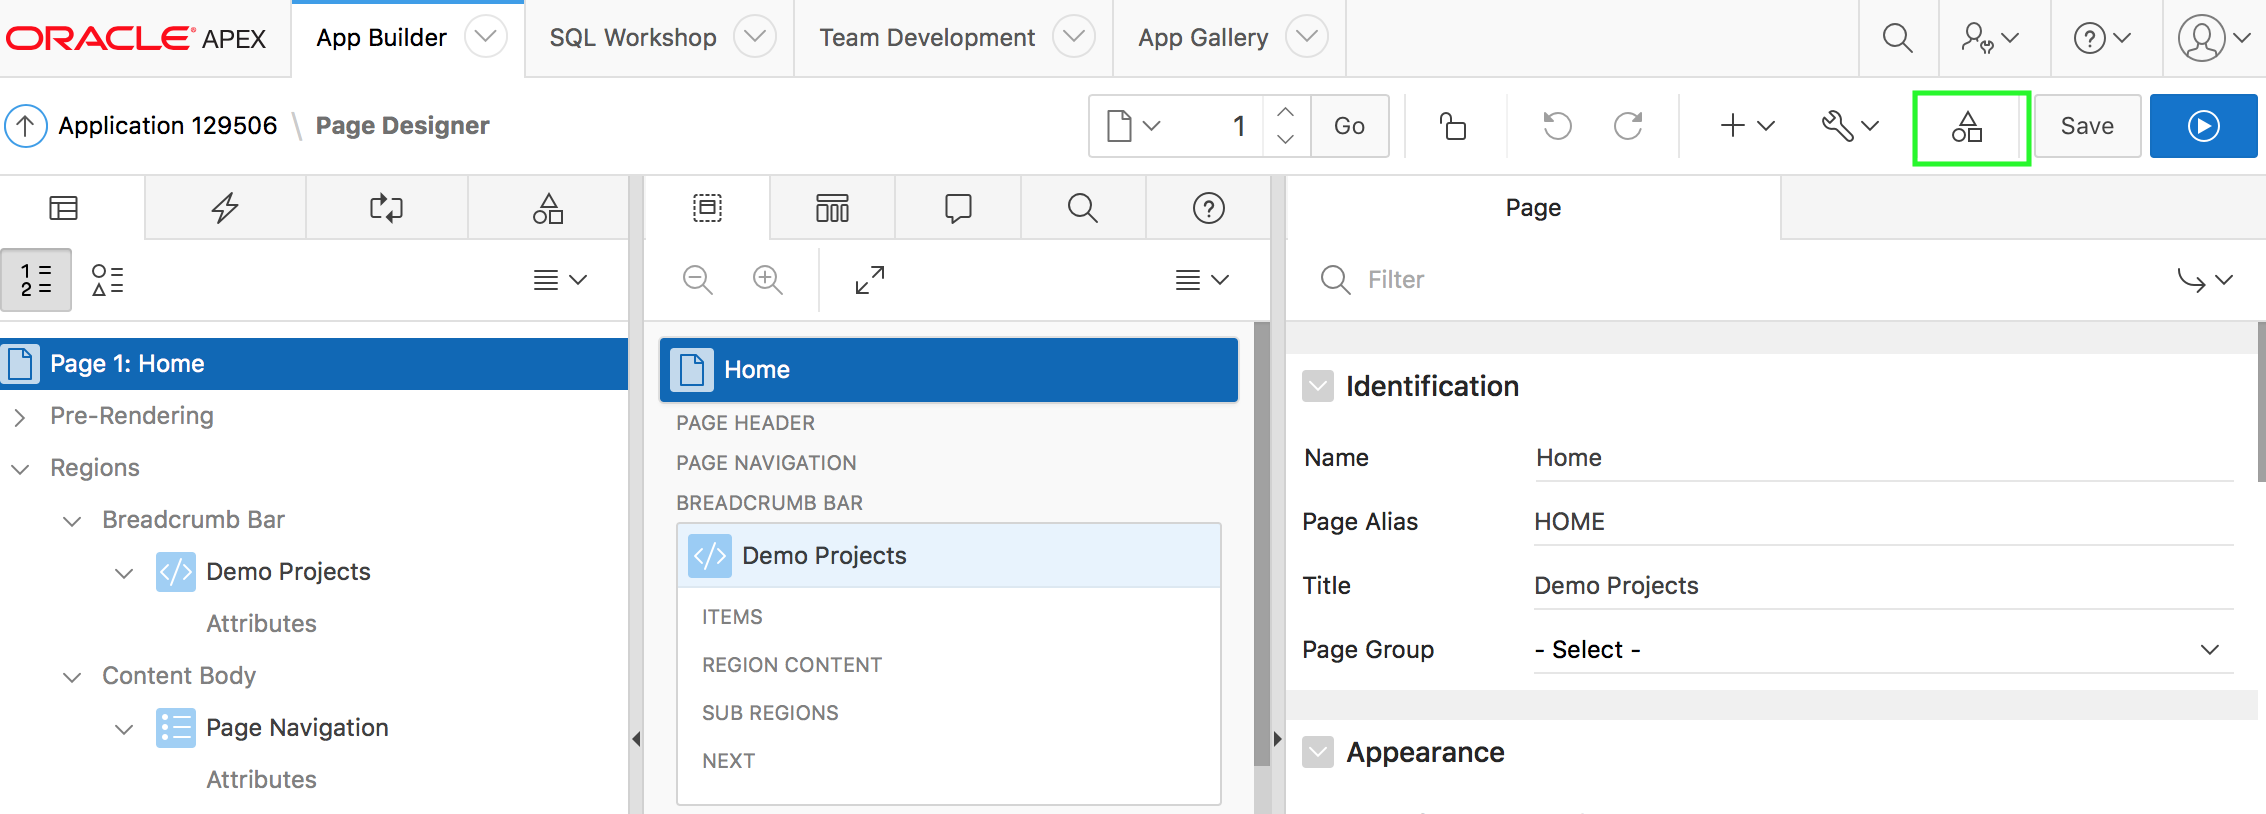 ORACLE APEX App Builder SQL Workshop Team Development App Gallery
Application 129506 \ Page Designer 1 Go Save
Page
1
2
Filter
Page 1: Home
Pre-Rendering
Regions
Breadcrumb Bar
Demo Projects
Attributes
Content Body
Page Navigation
Attributes
Home
PAGE HEADER
PAGE NAVIGATION
BREADCRUMB BAR
Demo Projects
ITEMS
REGION CONTENT
SUB REGIONS
NEXT
Identification
Name Home
Page Alias HOME
Title Demo Projects
Page Group - Select -
Appearance